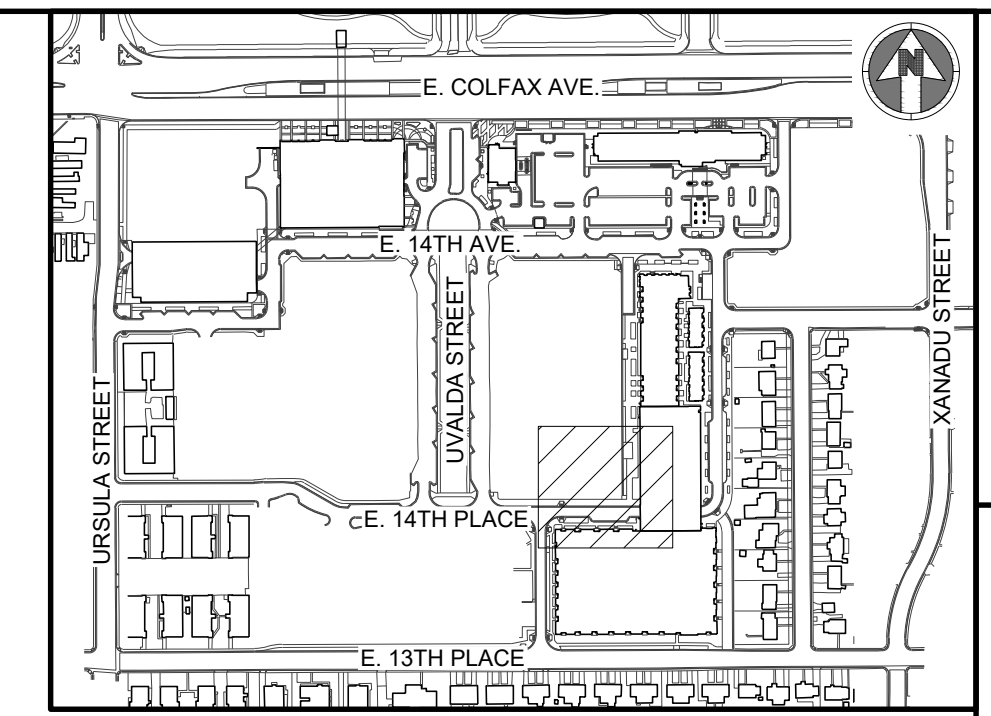 E. COLFAX AVE.
N
E. 14TH AVE.
UVALDA STREET
XANADU STREET
URSULA STREET
E. 14TH PLACE
E. 13TH PLACE